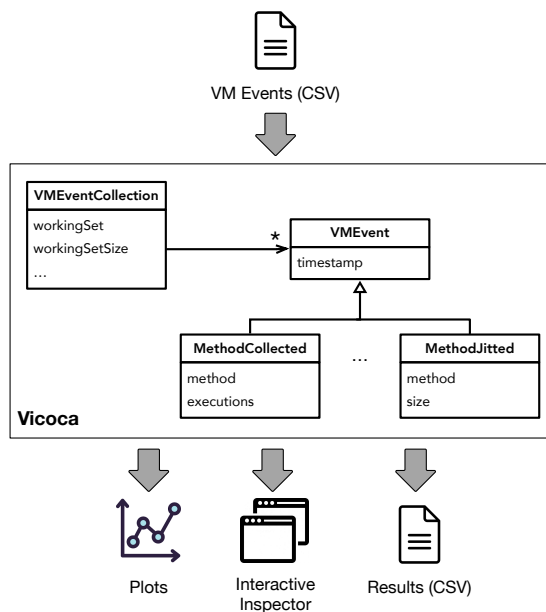 VM Events (CSV)
VMEventCollection
workingSet
workingSetSize
...
*
VMEvent
timestamp
MethodCollected
method
executions
...
MethodJitted
method
size
Vicoca
Plots
Interactive
Inspector
Results (CSV)